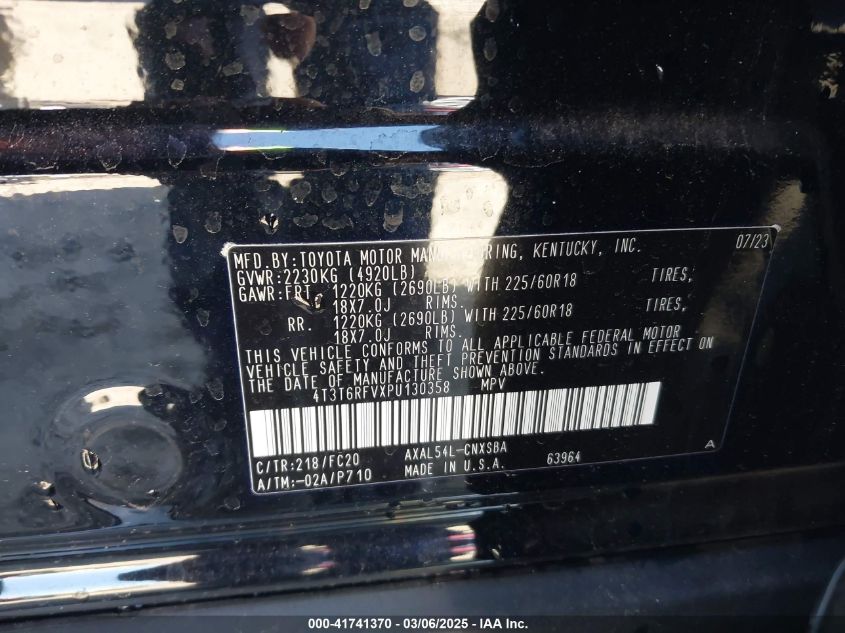 MFD.BY:TOYOTA MOTOR MANUFACTURING, KENTUCKY, INC. 07/23
GVWR:2230KG (4920LB)
GAWR:FRT. 1220KG (2690LB) WITH 225/60R18 TIRES,
18X7.0J RIMS.
RR. 1220KG (2690LB) WITH 225/60R18 TIRES,
18X7.0J RIMS.
THIS VEHICLE CONFORMS TO ALL APPLICABLE FEDERAL MOTOR
VEHICLE SAFETY AND THEFT PREVENTION STANDARDS IN EFFECT ON
THE DATE OF MANUFACTURE SHOWN ABOVE.
4T3T6RFVXPU130358 MPV
C/TR:218/FC20 AXAL54L-CNXSBA A
A/TM:-02A/P710 MADE IN U.S.A. 63964
000-41741370 - 03/06/2025 - IAA Inc.